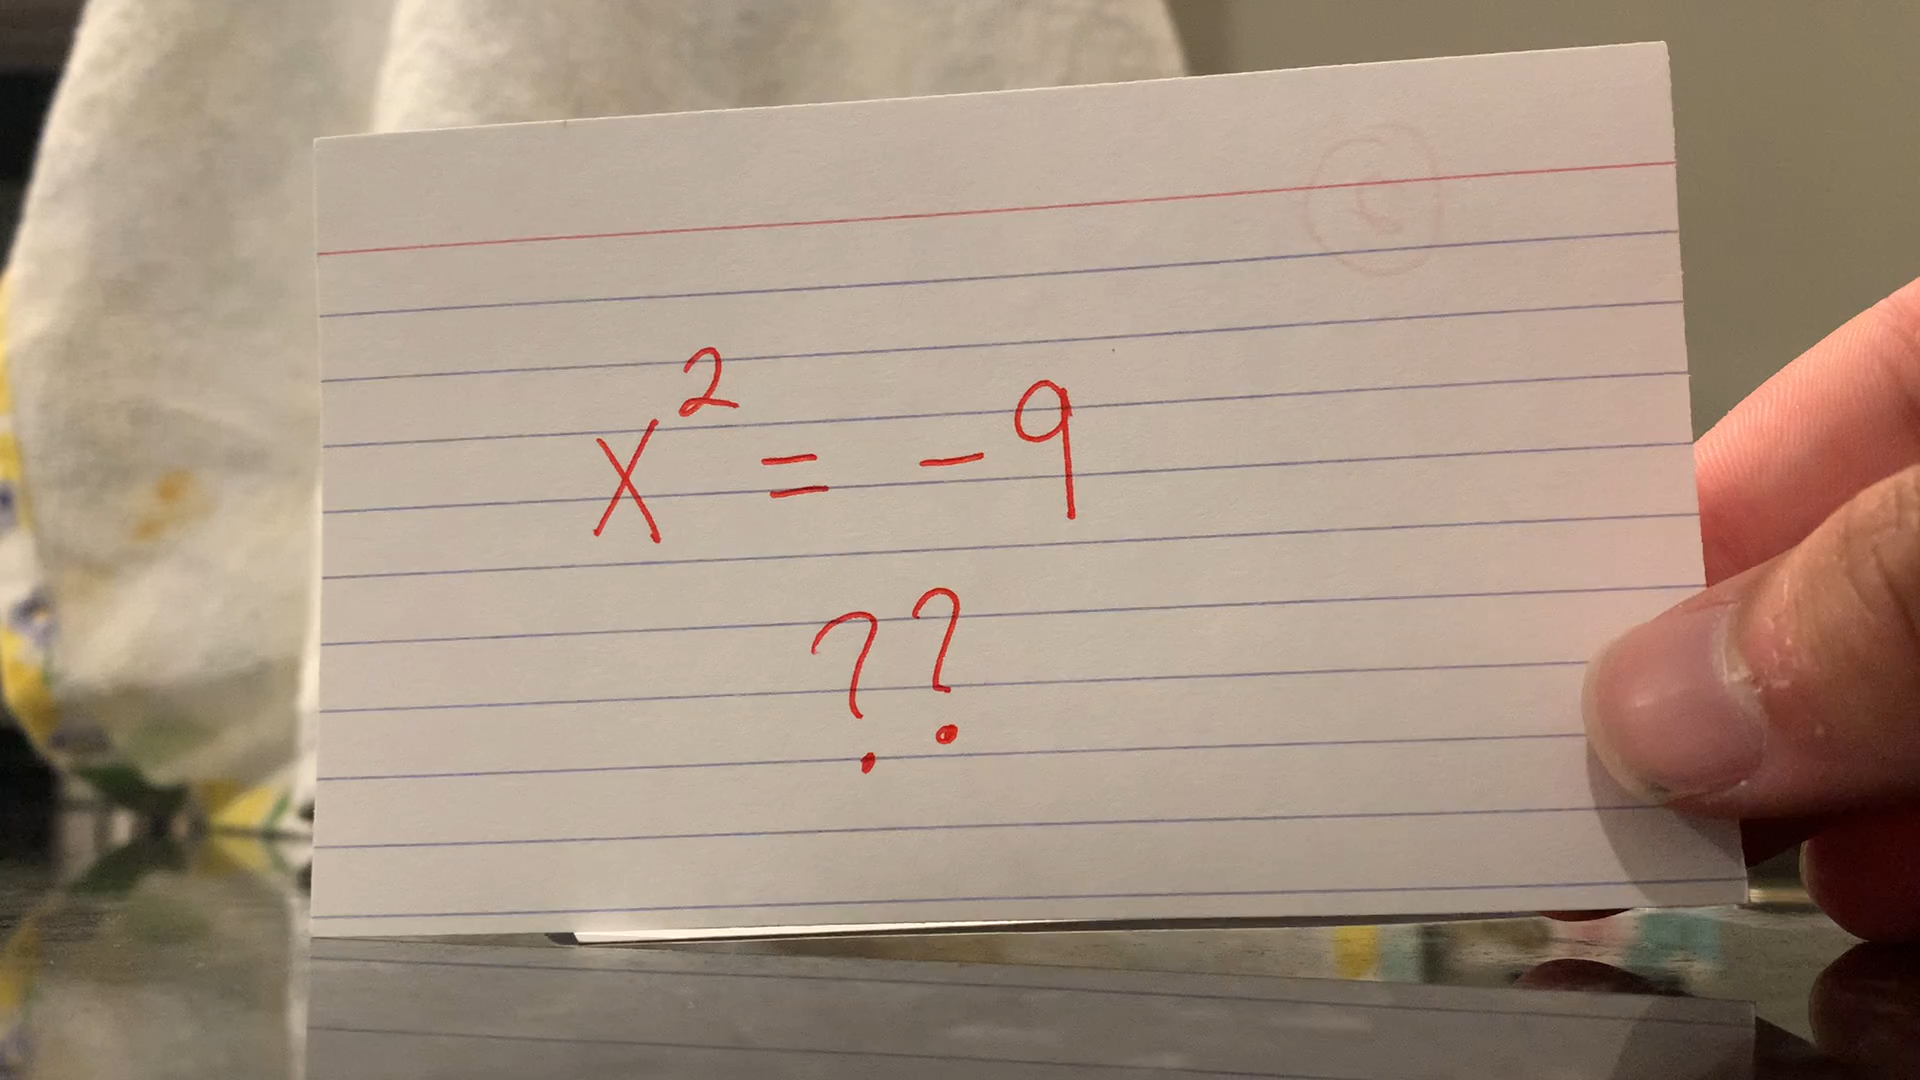 x² = -9
??